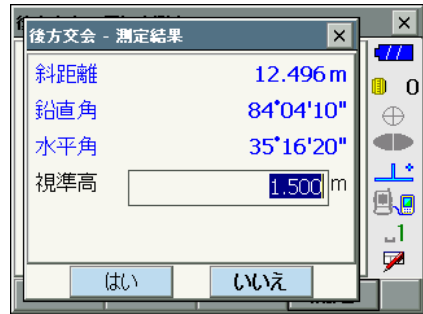 後方交会 - 測定結果
斜距離 12.496 m
鉛直角 84°04'10"
水平角 35°16'20"
視準高 1.500 m
はい いいえ
0
1